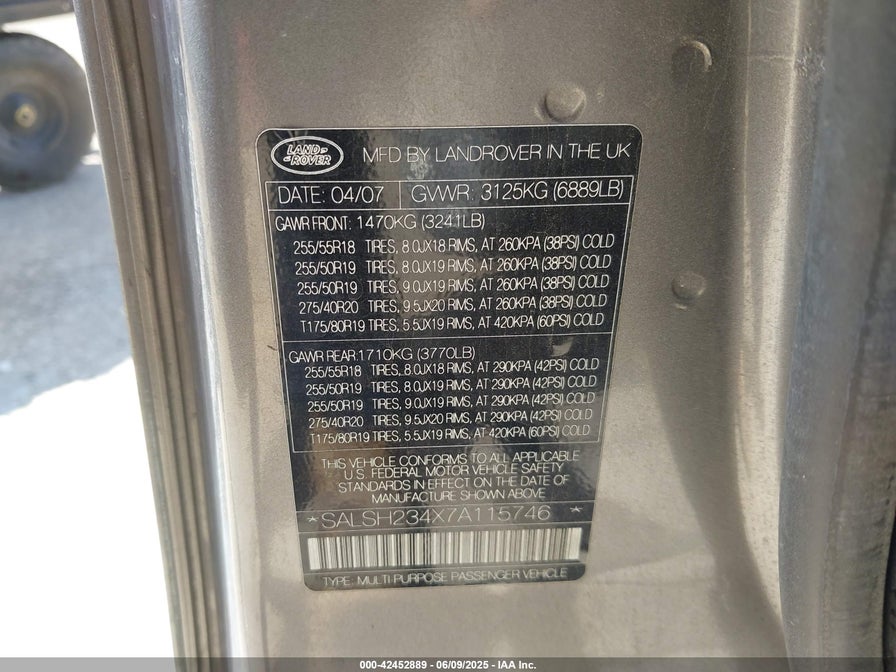 LAND-
-ROVER
MFD BY LANDROVER IN THE UK
DATE: 04/07 GVWR: 3125KG (6889LB)
GAWR FRONT: 1470KG (3241LB)
255/55R18 TIRES, 8.0JX18 RIMS, AT 260KPA (38PSI) COLD
255/50R19 TIRES, 8.0JX19 RIMS, AT 260KPA (38PSI) COLD
255/50R19 TIRES, 9.0JX19 RIMS, AT 260KPA (38PSI) COLD
275/40R20 TIRES, 9.5JX20 RIMS, AT 260KPA (38PSI) COLD
T175/80R19 TIRES, 5.5JX19 RIMS, AT 420KPA (60PSI) COLD
GAWR REAR: 1710KG (3770LB)
255/55R18 TIRES, 8.0JX18 RIMS, AT 290KPA (42PSI) COLD
255/50R19 TIRES, 8.0JX19 RIMS, AT 290KPA (42PSI) COLD
255/50R19 TIRES, 9.0JX19 RIMS, AT 290KPA (42PSI) COLD
275/40R20 TIRES, 9.5JX20 RIMS, AT 290KPA (42PSI) COLD
T175/80R19 TIRES, 5.5JX19 RIMS, AT 420KPA (60PSI) COLD
THIS VEHICLE CONFORMS TO ALL APPLICABLE
U.S. FEDERAL MOTOR VEHICLE SAFETY
STANDARDS IN EFFECT ON THE DATE OF
MANUFACTURE SHOWN ABOVE
* SALSH234X7A115746 *
TYPE: MULTI PURPOSE PASSENGER VEHICLE
000-42452889 - 06/09/2025 - IAA Inc.